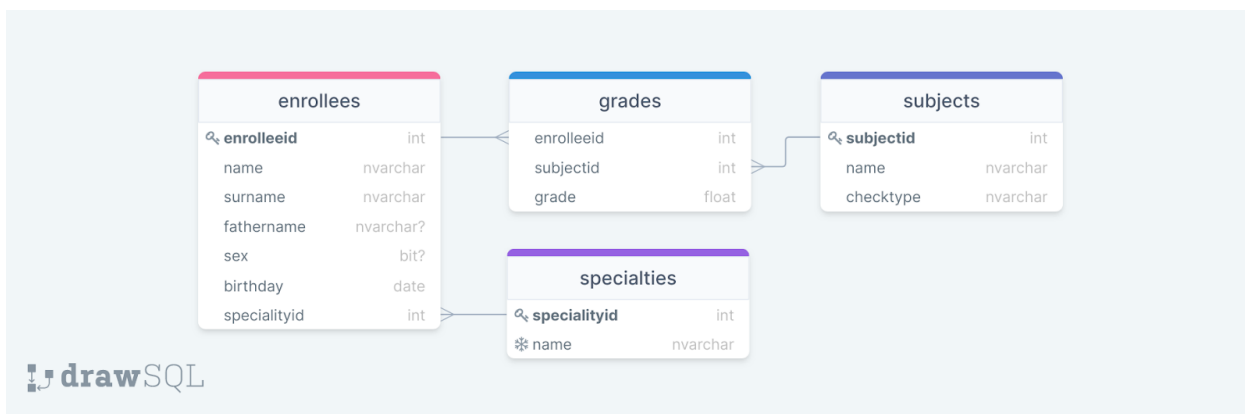 enrollees
enrolleeid int
name nvarchar
surname nvarchar
fathername nvarchar?
sex bit?
birthday date
specialityid int
grades
enrolleeid int
subjectid int
grade float
subjects
subjectid int
name nvarchar
checktype nvarchar
specialties
specialityid int
name nvarchar
drawSQL